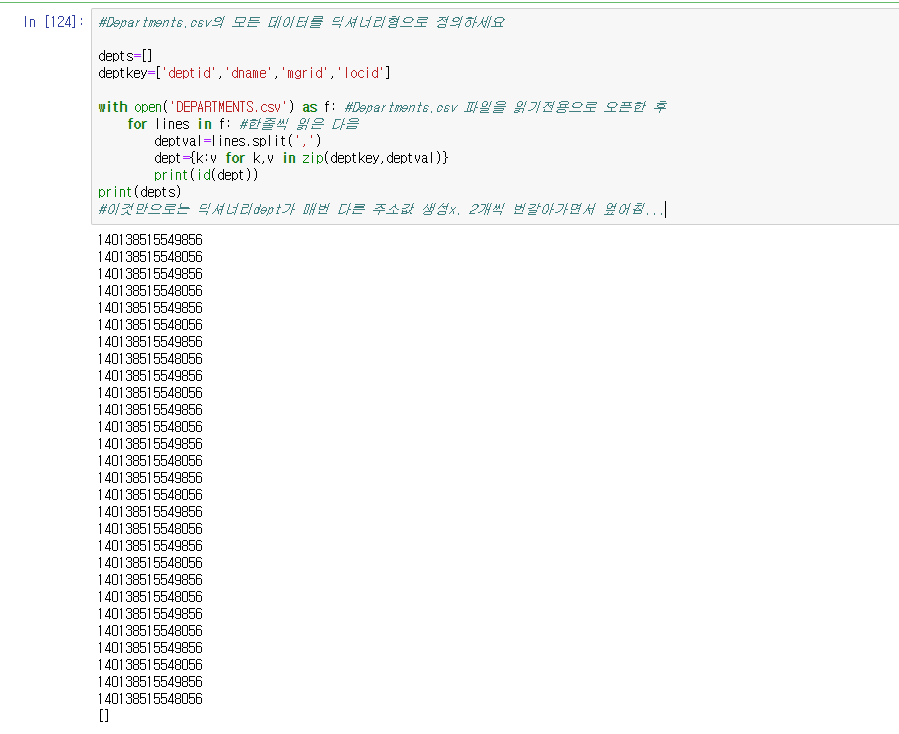 In [124]: #Departments.csv의 모든 데이터를 딕셔너리형으로 정의하세요
depts=[]
deptkey=['deptid','dname','mgrid','locid']
with open('DEPARTMENTS.csv') as f: #Departments.csv 파일을 읽기전용으로 오픈한 후
for lines in f: #한줄씩 읽은 다음
deptval=lines.split(',')
dept={k:v for k,v in zip(deptkey,deptval)}
print(id(dept))
print(depts)
#이것만으로는 딕셔너리dept가 매번 다른 주소값 생성x. 2개씩 번갈아가면서 엎어침...
140138515549856
140138515548056
140138515549856
140138515548056
140138515549856
140138515548056
140138515549856
140138515548056
140138515549856
140138515548056
140138515549856
140138515548056
140138515549856
140138515548056
140138515549856
140138515548056
140138515549856
140138515548056
140138515549856
140138515548056
140138515549856
140138515548056
140138515549856
140138515548056
140138515549856
140138515548056
140138515549856
140138515548056
[]